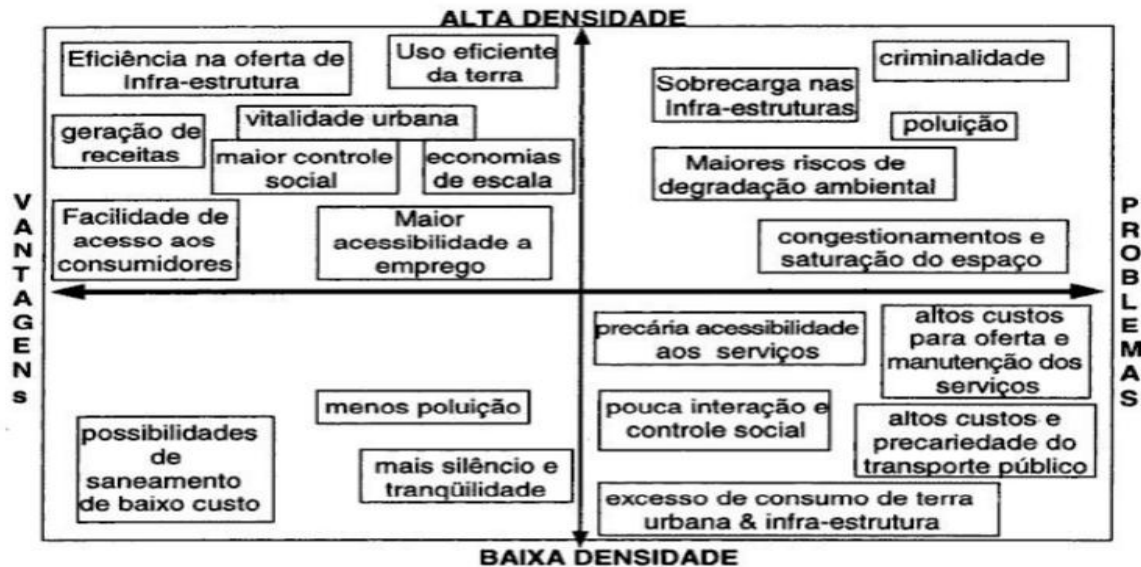 ALTA DENSIDADE
Eficiência na oferta de
Infra-estrutura
Uso eficiente
da terra
geração de
receitas
vitalidade urbana
maior controle
social
economias
de escala
Facilidade de
acesso aos
consumidores
Maior
acessibilidade a
emprego
criminalidade
Sobrecarga nas
Infra-estruturas
poluição
Maiores riscos de
degradação ambiental
congestionamentos e
saturação do espaço
VANTAGENs
PROBLEMAS
possibilidades
de
saneamento
de baixo custo
menos poluição
mais silêncio e
tranqüilidade
precária acessibilidade
aos serviços
altos custos
para oferta e
manutenção dos
serviços
pouca interação e
controle social
altos custos e
precariedade do
transporte público
excesso de consumo de terra
urbana & infra-estrutura
BAIXA DENSIDADE